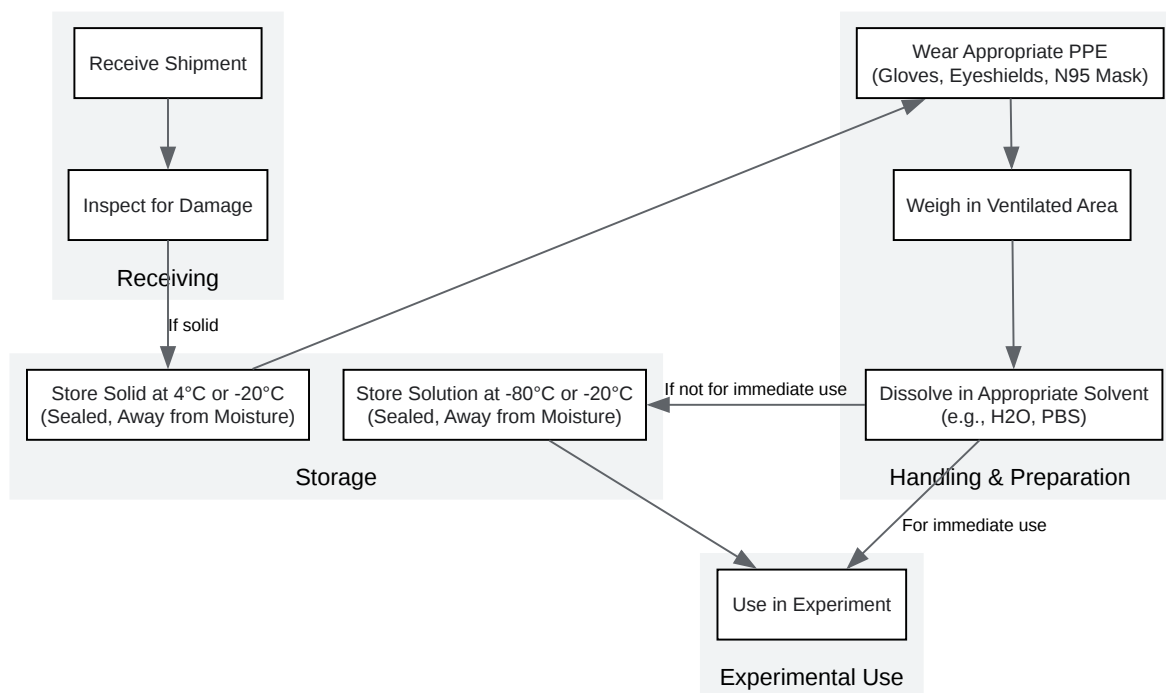 Receive Shipment
Inspect for Damage
Receiving
If solid
Store Solid at 4°C or -20°C
(Sealed, Away from Moisture)
Store Solution at -80°C or -20°C
(Sealed, Away from Moisture)
Storage
Wear Appropriate PPE
(Gloves, Eyeshields, N95 Mask)
Weigh in Ventilated Area
If not for immediate use
Dissolve in Appropriate Solvent
(e.g., H2O, PBS)
Handling & Preparation
For immediate use
Use in Experiment
Experimental Use